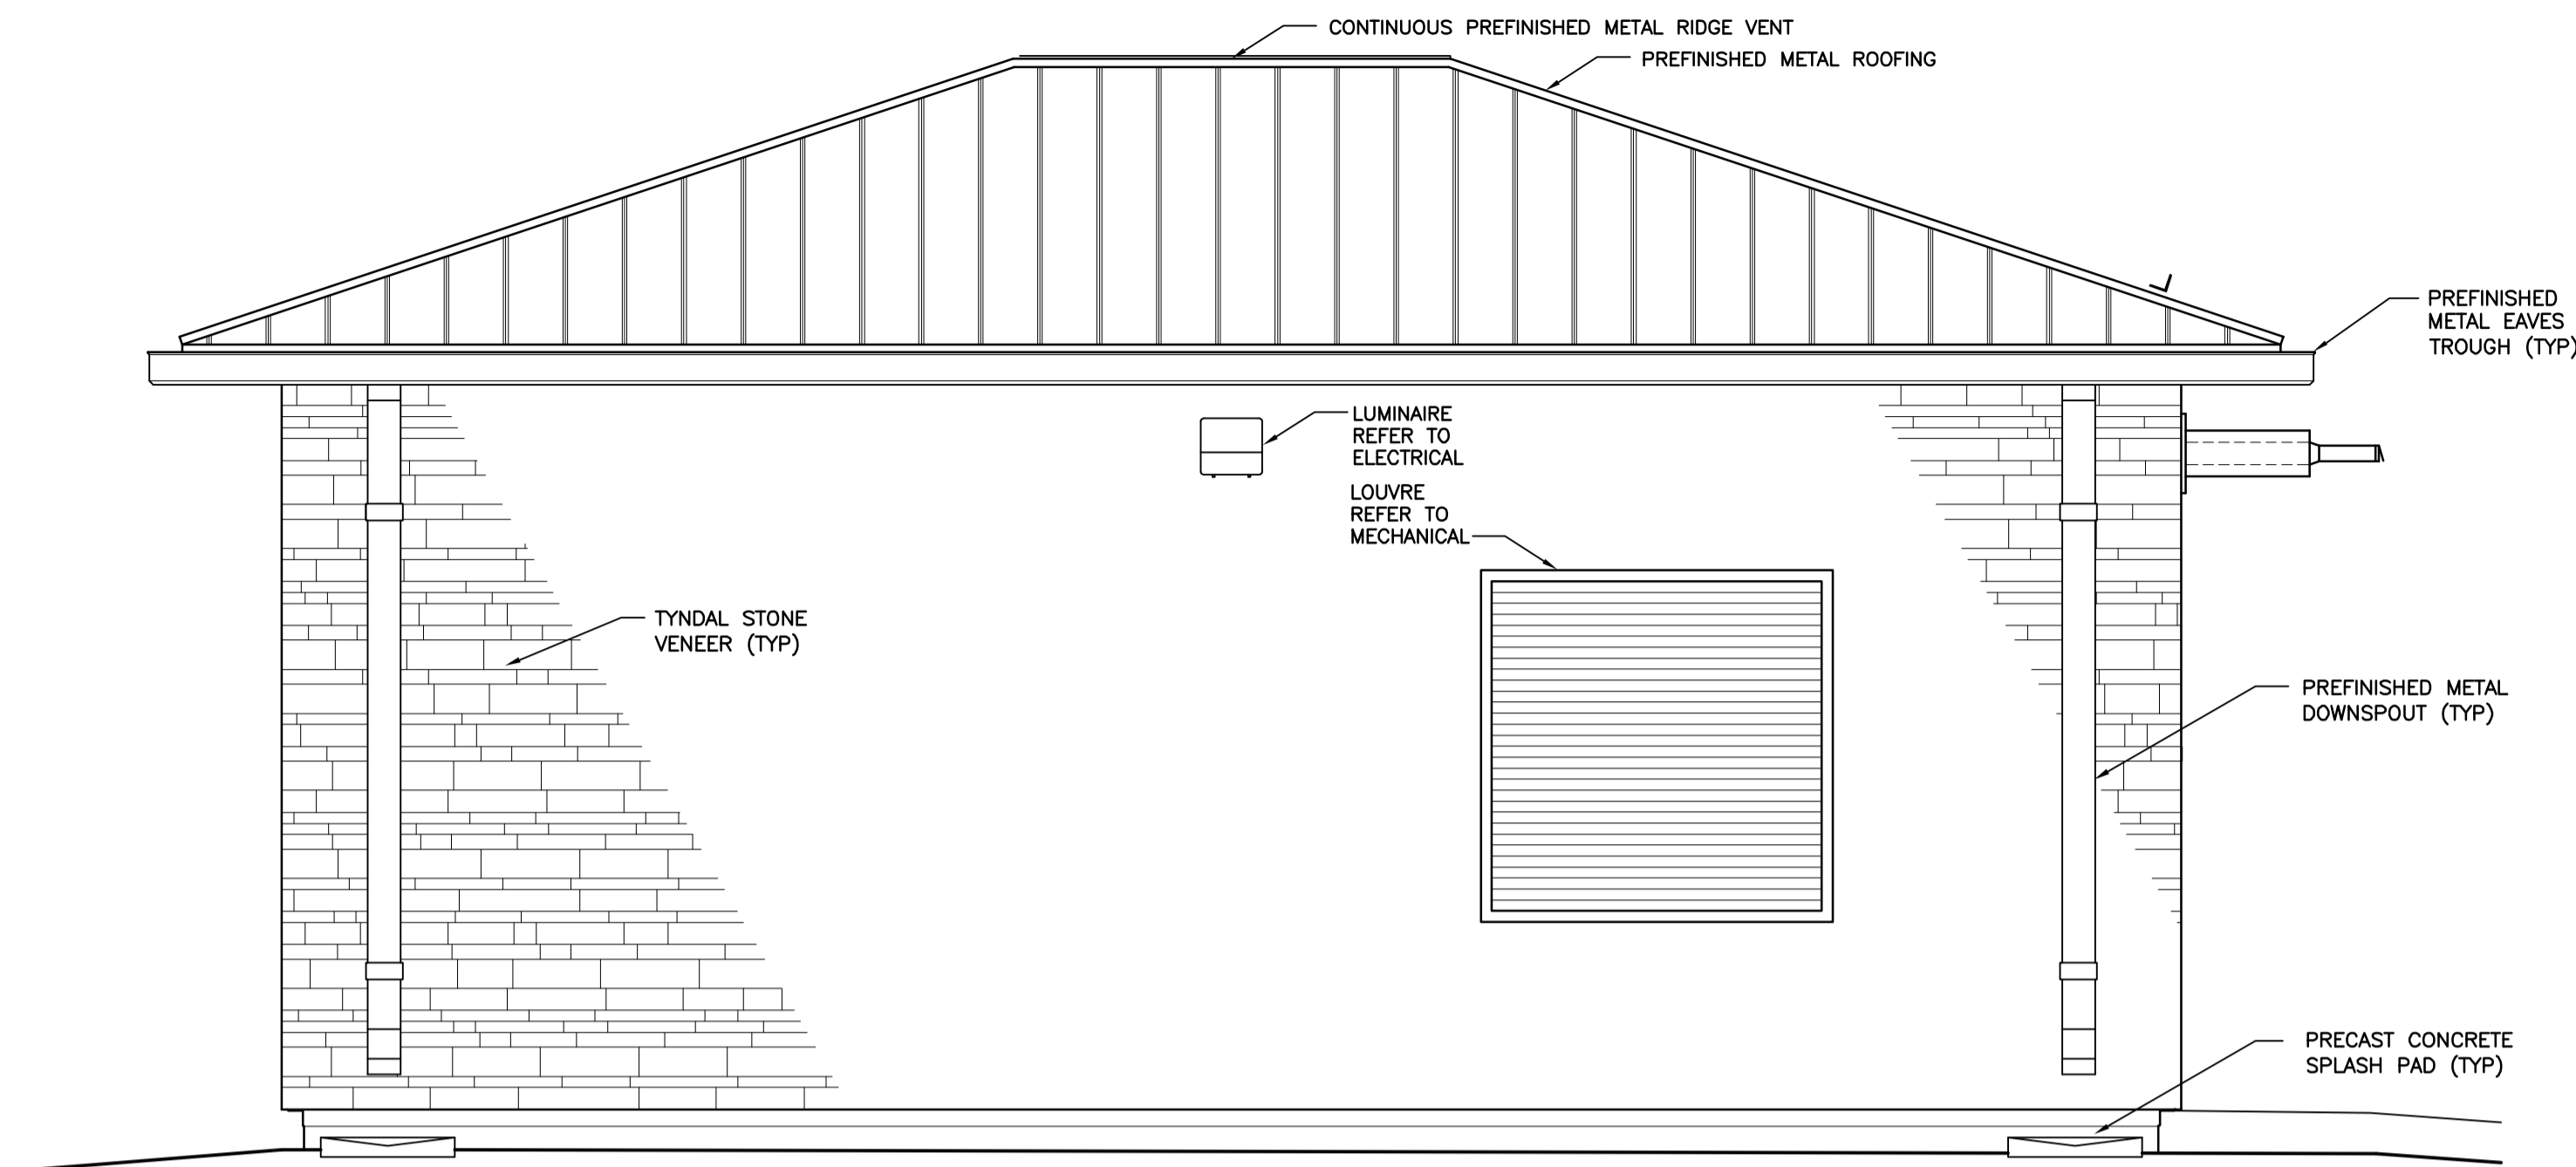 CONTINUOUS PREFINISHED METAL RIDGE VENT
PREFINISHED METAL ROOFING
PREFINISHED
METAL EAVES
TROUGH (TYP)
LUMINAIRE
REFER TO
ELECTRICAL
LOUVRE
REFER TO
MECHANICAL
TYNDAL STONE
VENEER (TYP)
PREFINISHED METAL
DOWNSPOUT (TYP)
PRECAST CONCRETE
SPLASH PAD (TYP)